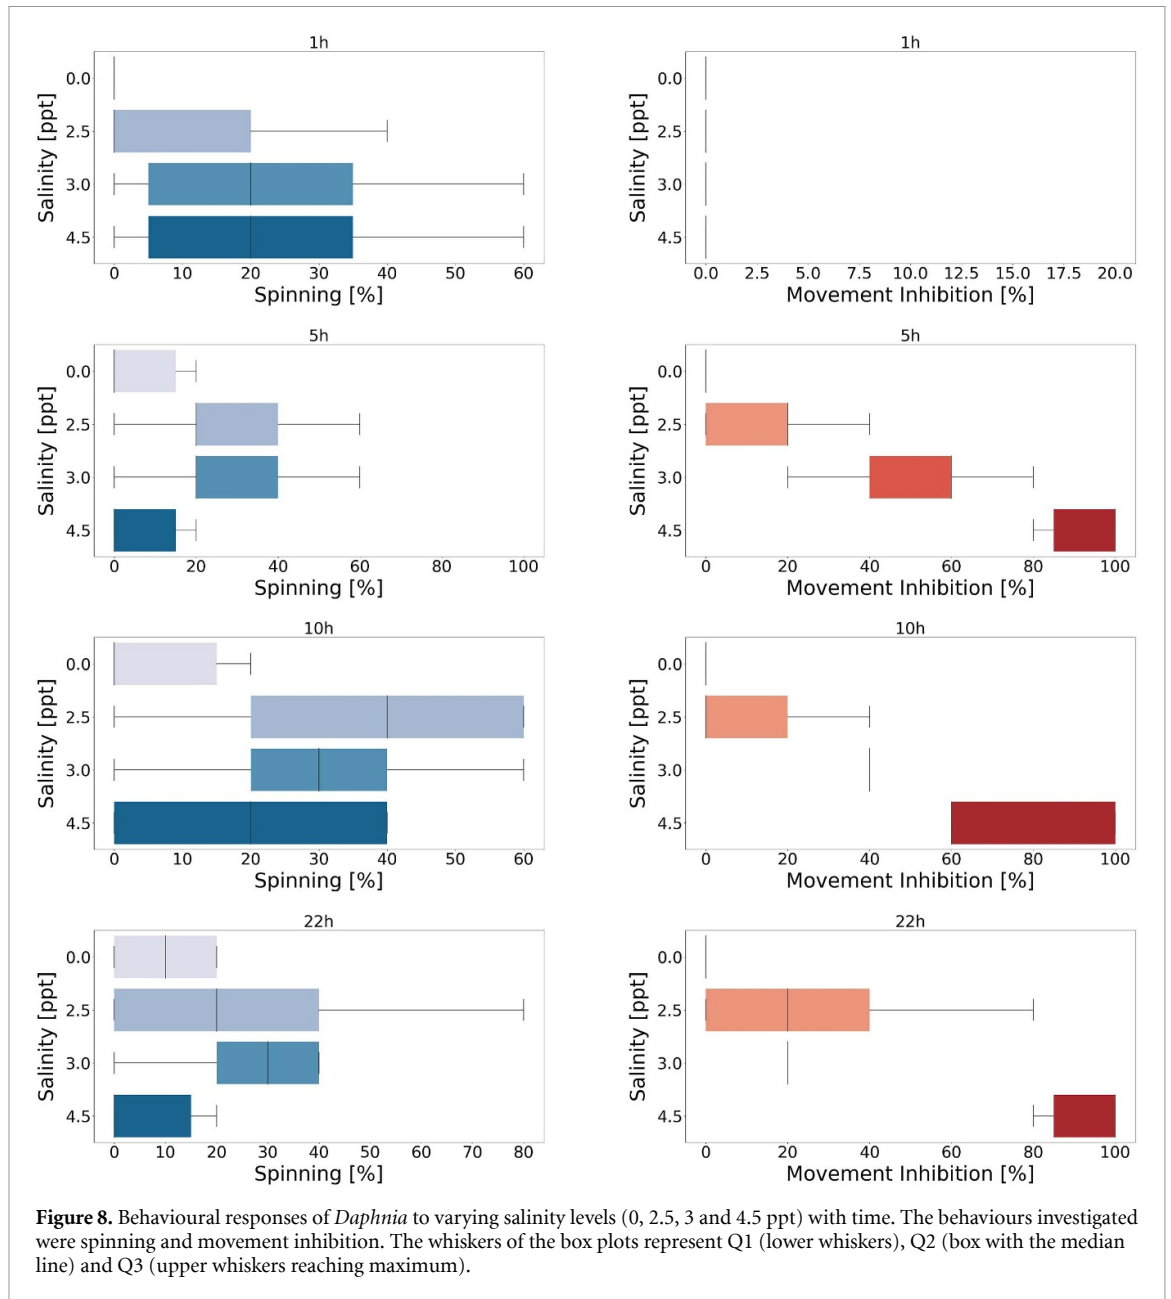 1h
Salinity [ppt]
0.0
2.5
3.0
4.5
0 10 20 30 40 50 60
Spinning [%]
1h
Salinity [ppt]
0.0
2.5
3.0
4.5
0.0 2.5 5.0 7.5 10.0 12.5 15.0 17.5 20.0
Movement Inhibition [%]
5h
Salinity [ppt]
0.0
2.5
3.0
4.5
0 20 40 60 80 100
Spinning [%]
5h
Salinity [ppt]
0.0
2.5
3.0
4.5
0 20 40 60 80 100
Movement Inhibition [%]
10h
Salinity [ppt]
0.0
2.5
3.0
4.5
0 10 20 30 40 50 60
Spinning [%]
10h
Salinity [ppt]
0.0
2.5
3.0
4.5
0 20 40 60 80 100
Movement Inhibition [%]
22h
Salinity [ppt]
0.0
2.5
3.0
4.5
0 10 20 30 40 50 60 70 80
Spinning [%]
22h
Salinity [ppt]
0.0
2.5
3.0
4.5
0 20 40 60 80 100
Movement Inhibition [%]
Figure 8. Behavioural responses of Daphnia to varying salinity levels (0, 2.5, 3 and 4.5 ppt) with time. The behaviours investigated
were spinning and movement inhibition. The whiskers of the box plots represent Q1 (lower whiskers), Q2 (box with the median
line) and Q3 (upper whiskers reaching maximum).